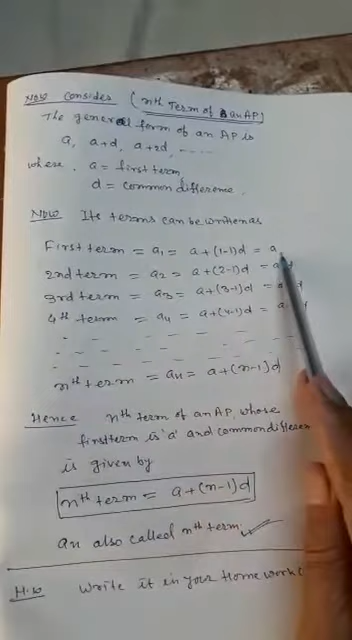 Now Consider (nth Term of an AP)
The general form of an AP is
a, a+d, a+2d, ....
where, a = first term,
d = common difference.
Now Its terms can be written as
First term = a₁ = a+(1-1)d = a
2nd term = a₂ = a+(2-1)d = a
3rd term = a₃ = a+(3-1)d = a
4th term = a₄ = a+(4-1)d = a
- - - - - - - -
- - - - - - - -
nth term = an = a+(n-1)d
Hence nth term of an AP, whose
first term is 'a' and common differen
is given by
nth term = a+(n-1)d
an also called nth term.
H.W Write it in your Home work